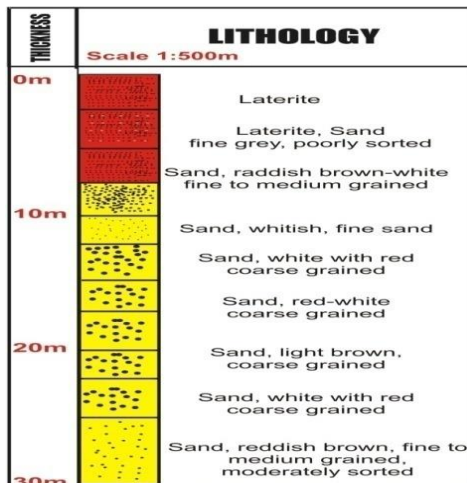 THICKNESS
LITHOLOGY
Scale 1:500m
0m
Laterite
Laterite, Sand
fine grey, poorly sorted
Sand, raddish brown-white
fine to medium grained
10m
Sand, whitish, fine sand
Sand, white with red
coarse grained
Sand, red-white
coarse grained
20m
Sand, light brown,
coarse grained
Sand, white with red
coarse grained
Sand, reddish brown, fine to
medium grained,
moderately sorted
30m